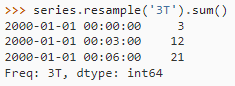 >>> series.resample('3T').sum()
2000-01-01 00:00:00     3
2000-01-01 00:03:00    12
2000-01-01 00:06:00    21
Freq: 3T, dtype: int64